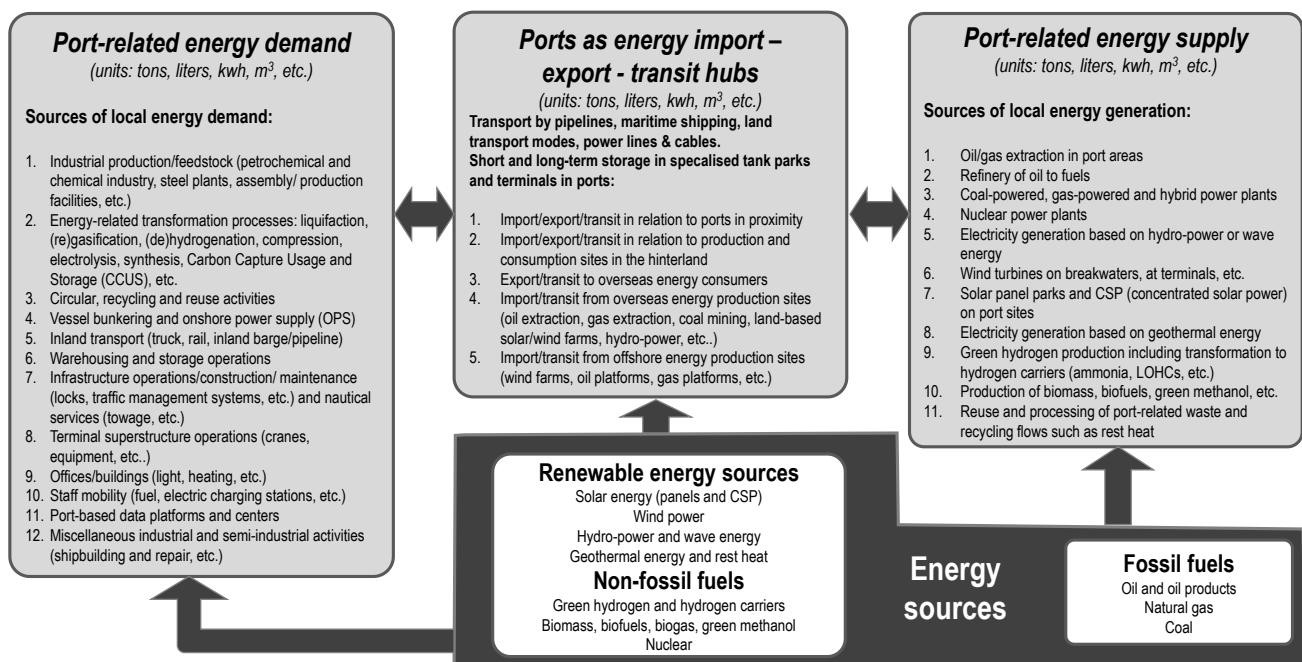 Port-related energy demand
(units: tons, liters, kwh, m³, etc.)
Sources of local energy demand:
1. Industrial production/feedstock (petrochemical and
chemical industry, steel plants, assembly/ production
facilities, etc.)
2. Energy-related transformation processes: liquifaction,
(re)gasification, (de)hydrogenation, compression,
electrolysis, synthesis, Carbon Capture Usage and
Storage (CCUS), etc.
3. Circular, recycling and reuse activities
4. Vessel bunkering and onshore power supply (OPS)
5. Inland transport (truck, rail, inland barge/pipeline)
6. Warehousing and storage operations
7. Infrastructure operations/construction/ maintenance
(locks, traffic management systems, etc.) and nautical
services (towage, etc.)
8. Terminal superstructure operations (cranes,
equipment, etc..)
9. Offices/buildings (light, heating, etc.)
10. Staff mobility (fuel, electric charging stations, etc.)
11. Port-based data platforms and centers
12. Miscellaneous industrial and semi-industrial activities
(shipbuilding and repair, etc.)
Ports as energy import –
export - transit hubs
(units: tons, liters, kwh, m³, etc.)
Transport by pipelines, maritime shipping, land
transport modes, power lines & cables.
Short and long-term storage in specalised tank parks
and terminals in ports:
1. Import/export/transit in relation to ports in proximity
2. Import/export/transit in relation to production and
consumption sites in the hinterland
3. Export/transit to overseas energy consumers
4. Import/transit from overseas energy production sites
(oil extraction, gas extraction, coal mining, land-based
solar/wind farms, hydro-power, etc..)
5. Import/transit from offshore energy production sites
(wind farms, oil platforms, gas platforms, etc.)
Port-related energy supply
(units: tons, liters, kwh, m³, etc.)
Sources of local energy generation:
1. Oil/gas extraction in port areas
2. Refinery of oil to fuels
3. Coal-powered, gas-powered and hybrid power plants
4. Nuclear power plants
5. Electricity generation based on hydro-power or wave
energy
6. Wind turbines on breakwaters, at terminals, etc.
7. Solar panel parks and CSP (concentrated solar power)
on port sites
8. Electricity generation based on geothermal energy
9. Green hydrogen production including transformation to
hydrogen carriers (ammonia, LOHCs, etc.)
10. Production of biomass, biofuels, green methanol, etc.
11. Reuse and processing of port-related waste and
recycling flows such as rest heat
Renewable energy sources
Solar energy (panels and CSP)
Wind power
Hydro-power and wave energy
Geothermal energy and rest heat
Non-fossil fuels
Green hydrogen and hydrogen carriers
Biomass, biofuels, biogas, green methanol
Nuclear
Energy
sources
Fossil fuels
Oil and oil products
Natural gas
Coal